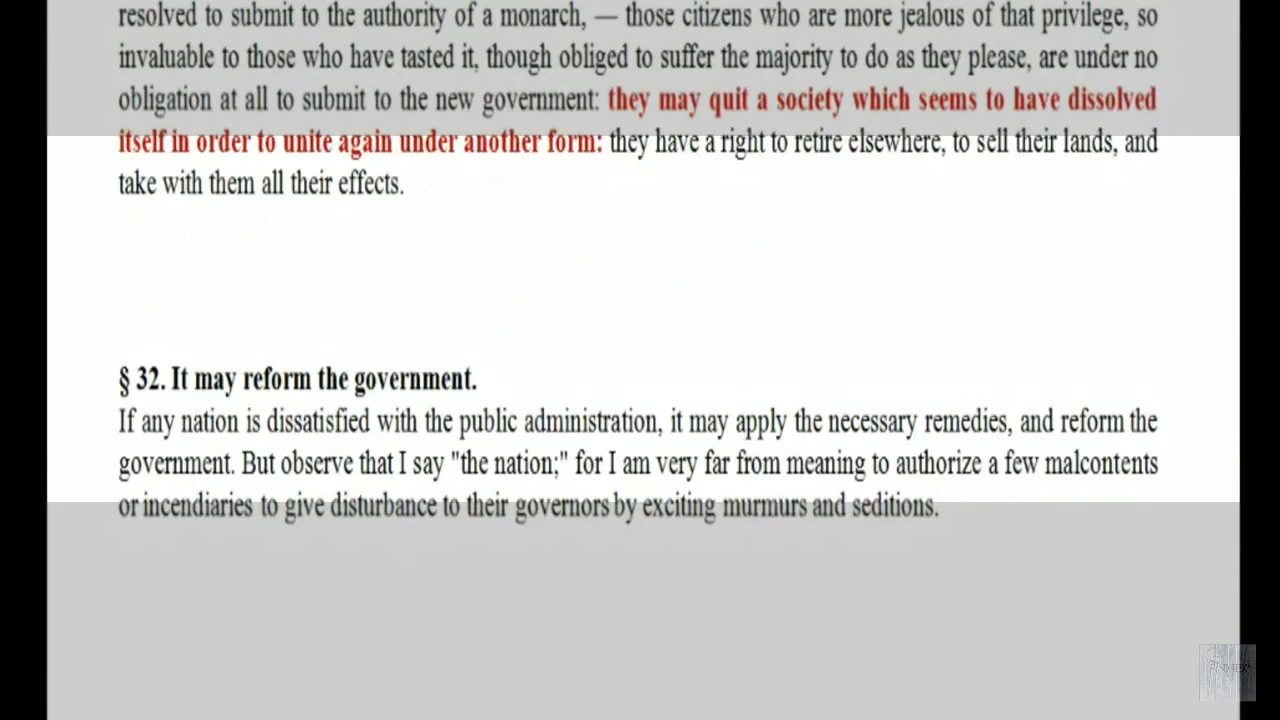 resolved to submit to the authority of a monarch, — those citizens who are more jealous of that privilege, so
invaluable to those who have tasted it, though obliged to suffer the majority to do as they please, are under no
obligation at all to submit to the new government: they may quit a society which seems to have dissolved
itself in order to unite again under another form: they have a right to retire elsewhere, to sell their lands, and
take with them all their effects.
§ 32. It may reform the government.
If any nation is dissatisfied with the public administration, it may apply the necessary remedies, and reform the
government. But observe that I say "the nation;" for I am very far from meaning to authorize a few malcontents
or incendiaries to give disturbance to their governors by exciting murmurs and seditions.